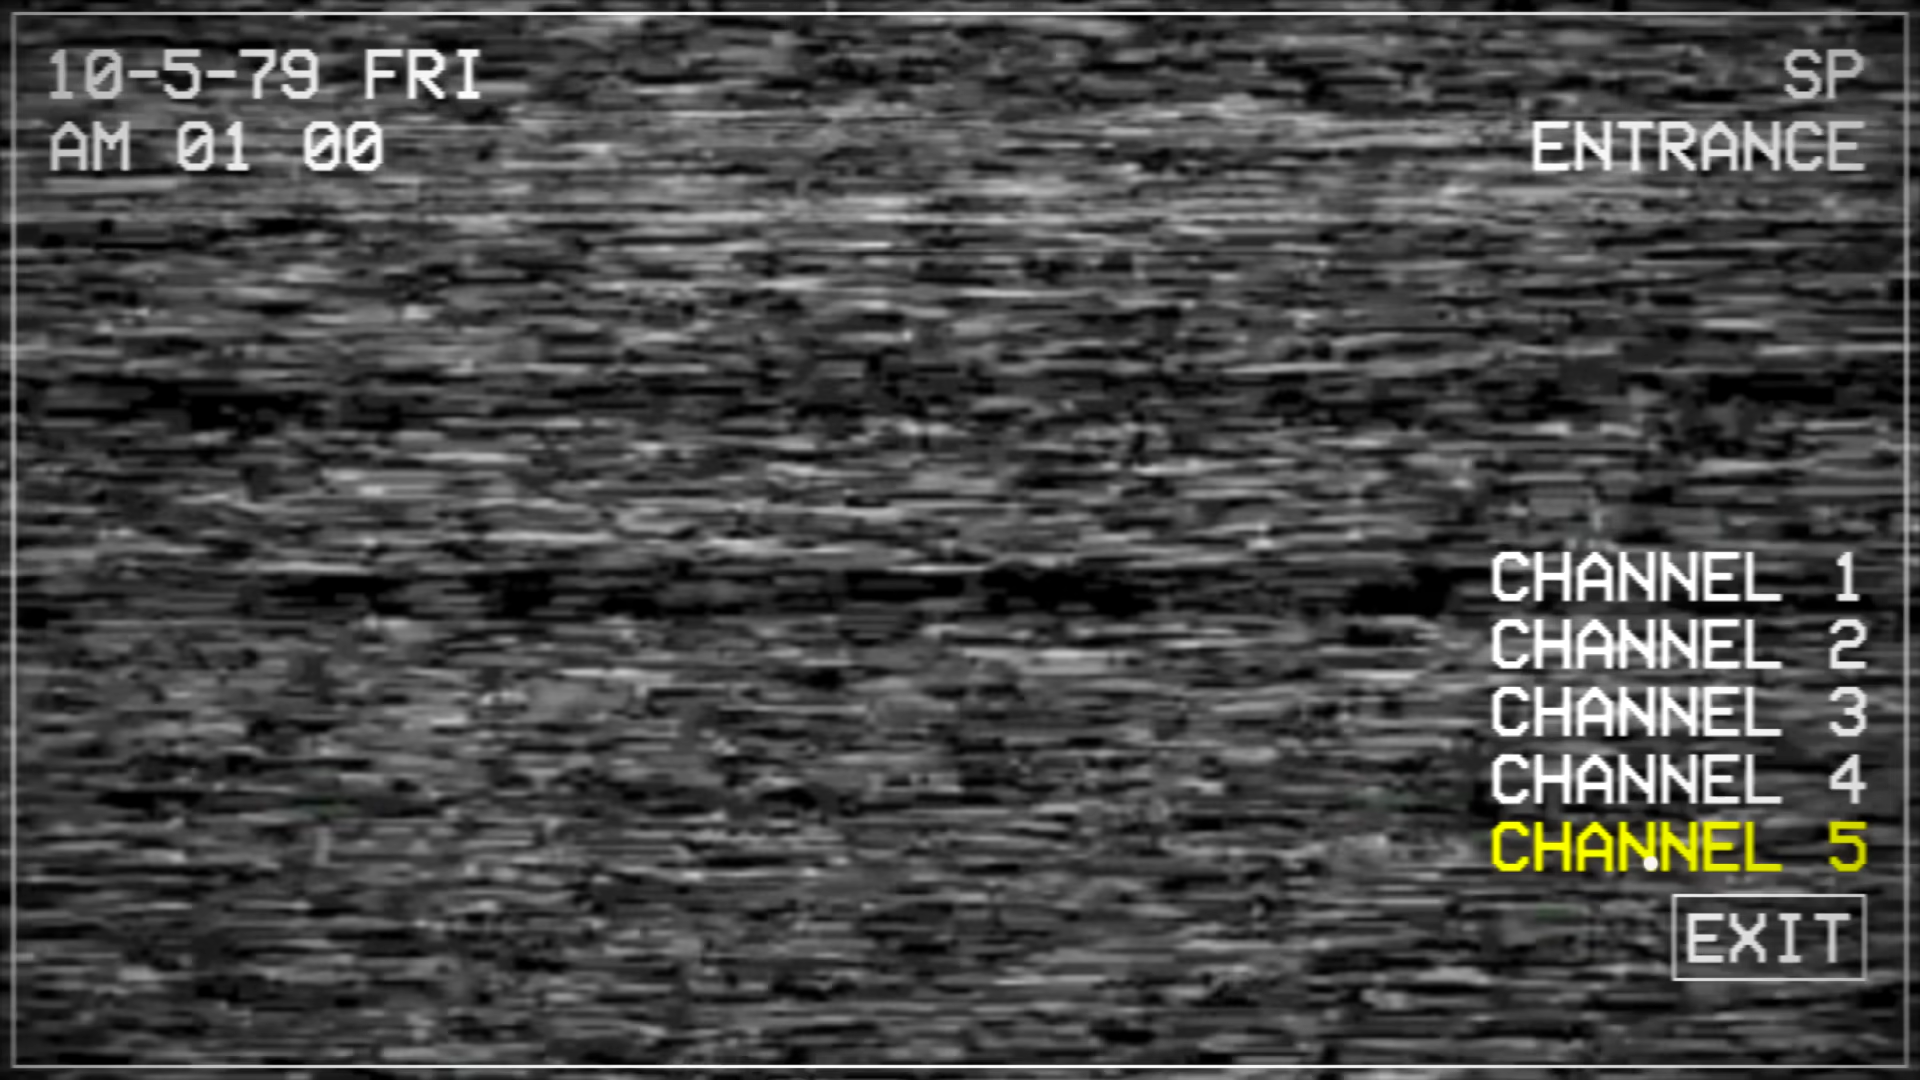 10-5-79 FRI
AM 01 00
SP
ENTRANCE
CHANNEL 1
CHANNEL 2
CHANNEL 3
CHANNEL 4
CHANNEL 5
EXIT